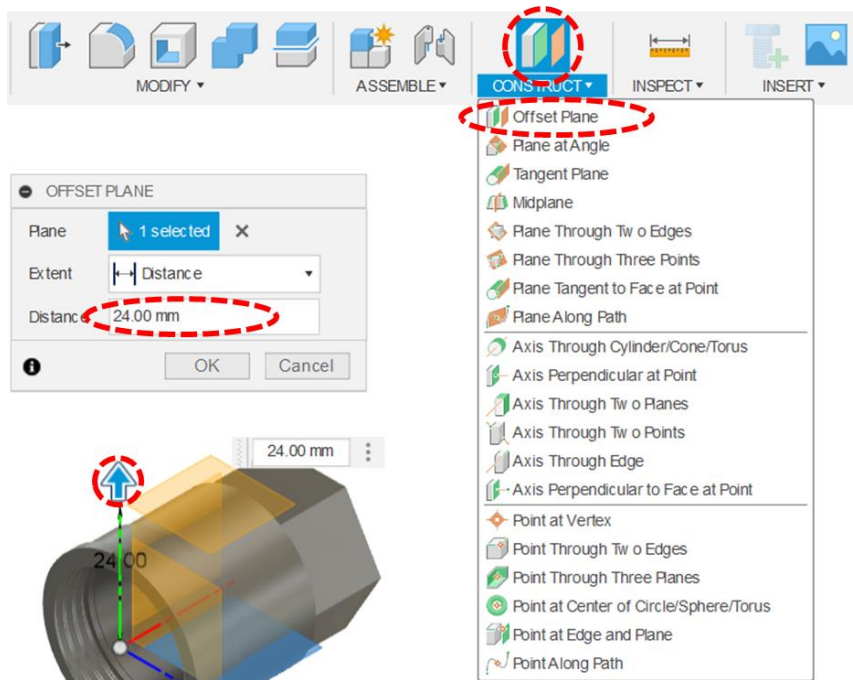 MODIFY ▾
ASSEMBLE ▾
CONSTRUCT ▾
INSPECT ▾
INSERT ▾
OFFSET PLANE
Plane 1 selected
Extent Distance
Distance 24.00 mm
OK Cancel
24.00 mm
24.00
Offset Plane
Plane at Angle
Tangent Plane
Midplane
Plane Through Two Edges
Plane Through Three Points
Plane Tangent to Face at Point
Plane Along Path
Axis Through Cylinder/Cone/Torus
Axis Perpendicular at Point
Axis Through Two Planes
Axis Through Two Points
Axis Through Edge
Axis Perpendicular to Face at Point
Point at Vertex
Point Through Two Edges
Point Through Three Planes
Point at Center of Circle/Sphere/Torus
Point at Edge and Plane
Point Along Path